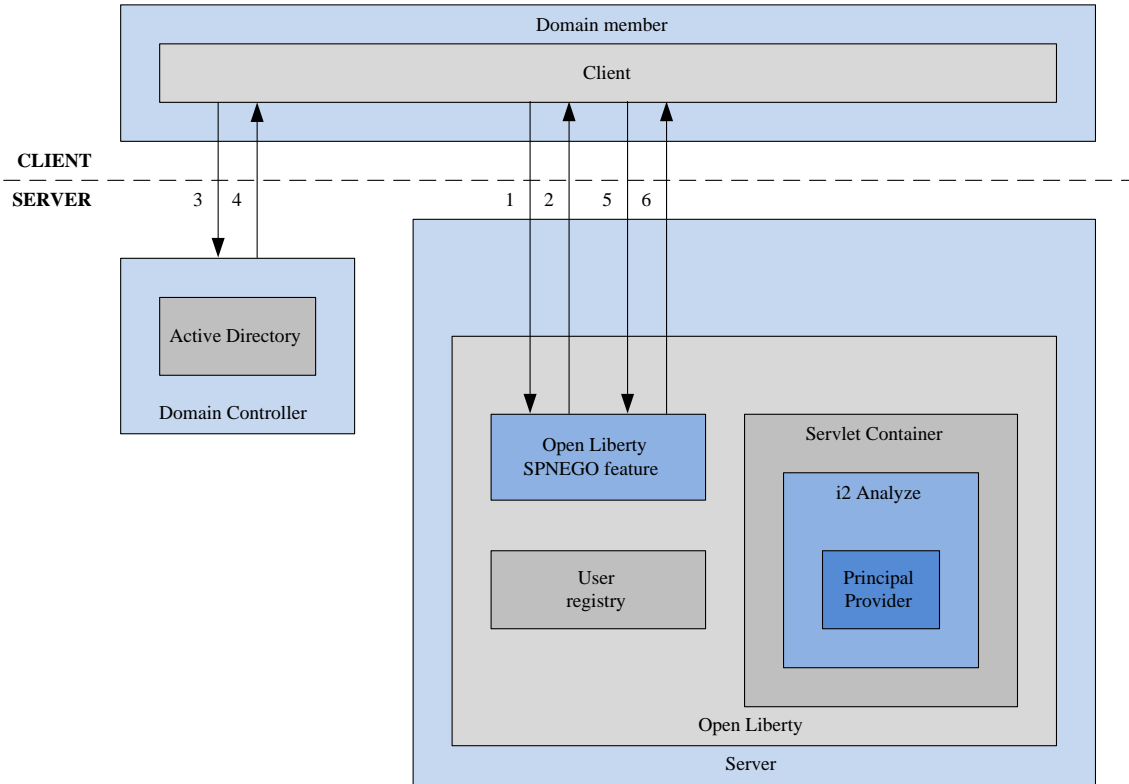 Domain member
Client
CLIENT
SERVER
3 4 1 2 5 6
Active Directory
Domain Controller
Open Liberty
SPNEGO feature
Servlet Container
i2 Analyze
User
registry
Principal
Provider
Open Liberty
Server